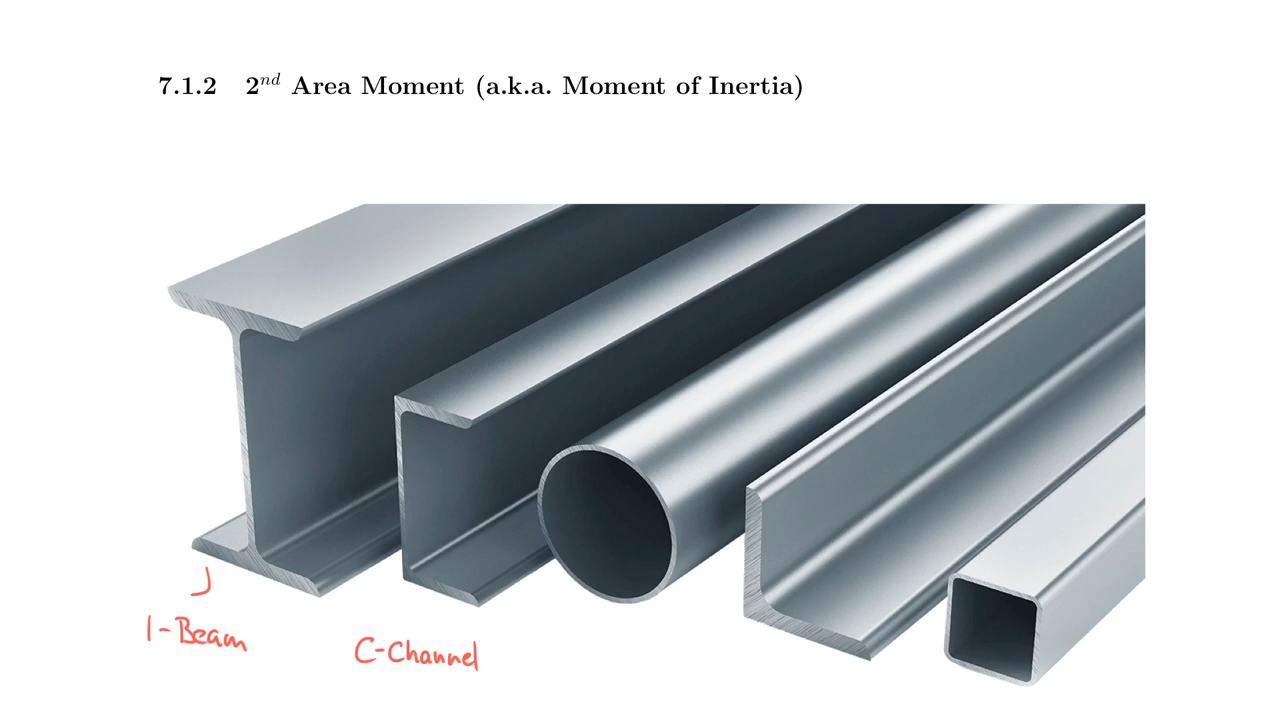 7.1.2 2nd Area Moment (a.k.a. Moment of Inertia)
I-Beam
C-Channel